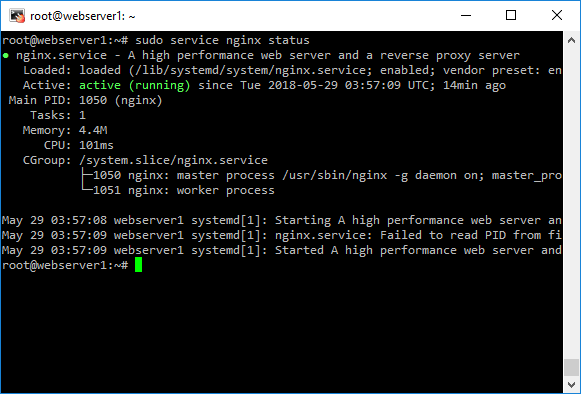 root@webserver1: ~
root@webserver1:~# sudo service nginx status
● nginx.service - A high performance web server and a reverse proxy server
   Loaded: loaded (/lib/systemd/system/nginx.service; enabled; vendor preset: en
   Active: active (running) since Tue 2018-05-29 03:57:09 UTC; 14min ago
 Main PID: 1050 (nginx)
    Tasks: 1
   Memory: 4.4M
      CPU: 101ms
   CGroup: /system.slice/nginx.service
           ├─1050 nginx: master process /usr/sbin/nginx -g daemon on; master_pro
           └─1051 nginx: worker process
May 29 03:57:08 webserver1 systemd[1]: Starting A high performance web server an
May 29 03:57:09 webserver1 systemd[1]: nginx.service: Failed to read PID from fi
May 29 03:57:09 webserver1 systemd[1]: Started A high performance web server and
root@webserver1:~#